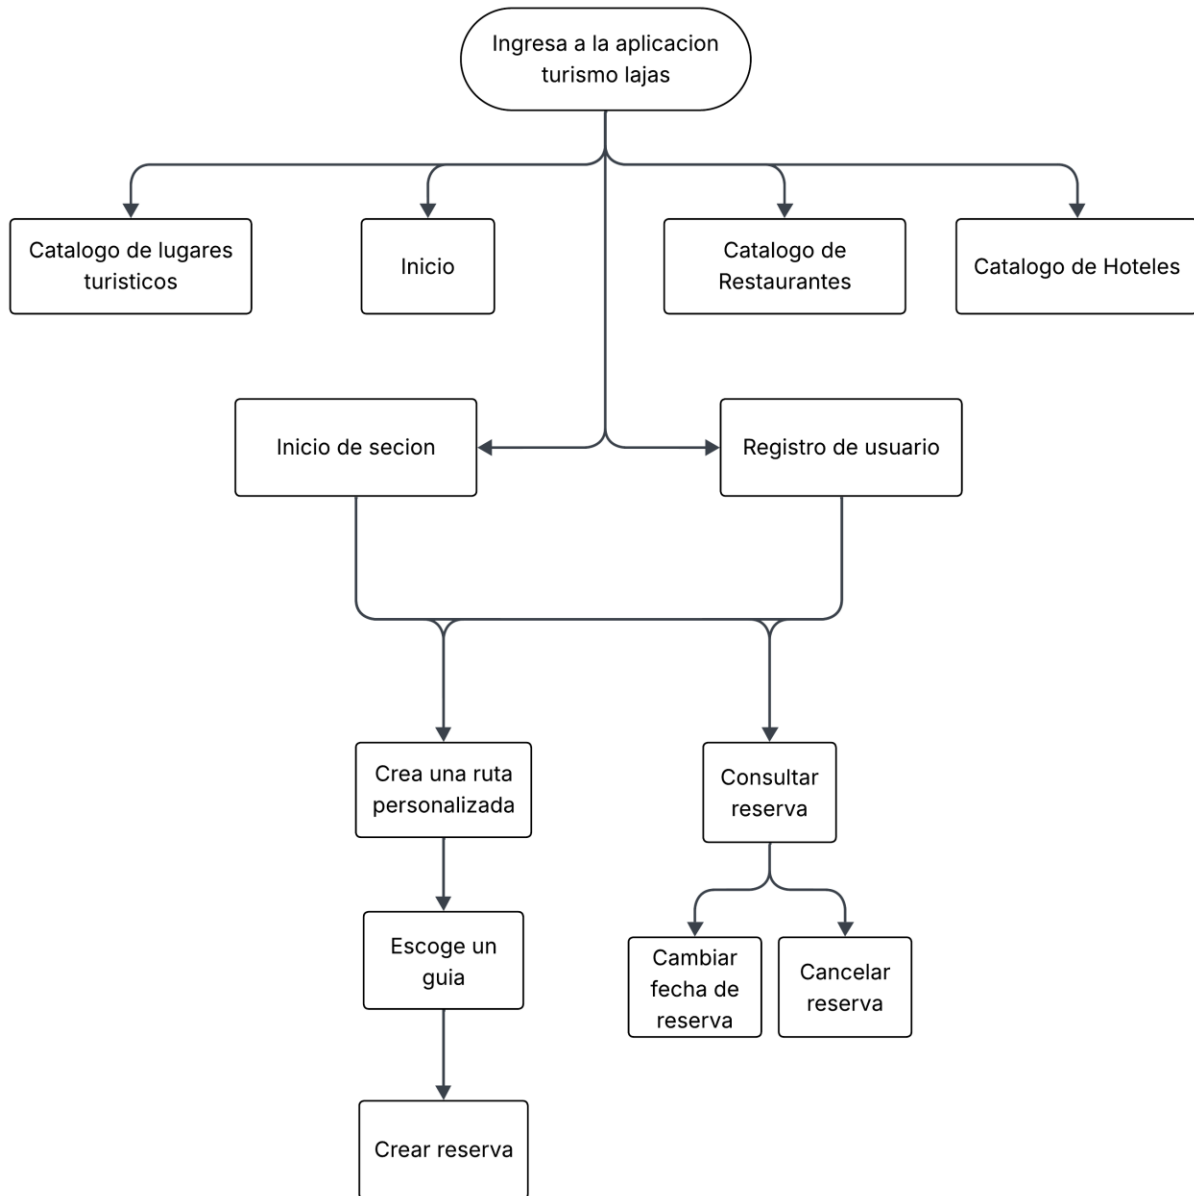 Ingresa a la aplicacion
turismo lajas
Catalogo de lugares
turisticos
Inicio
Catalogo de
Restaurantes
Catalogo de Hoteles
Inicio de secion
Registro de usuario
Crea una ruta
personalizada
Consultar
reserva
Escoge un
guia
Cambiar
fecha de
reserva
Cancelar
reserva
Crear reserva